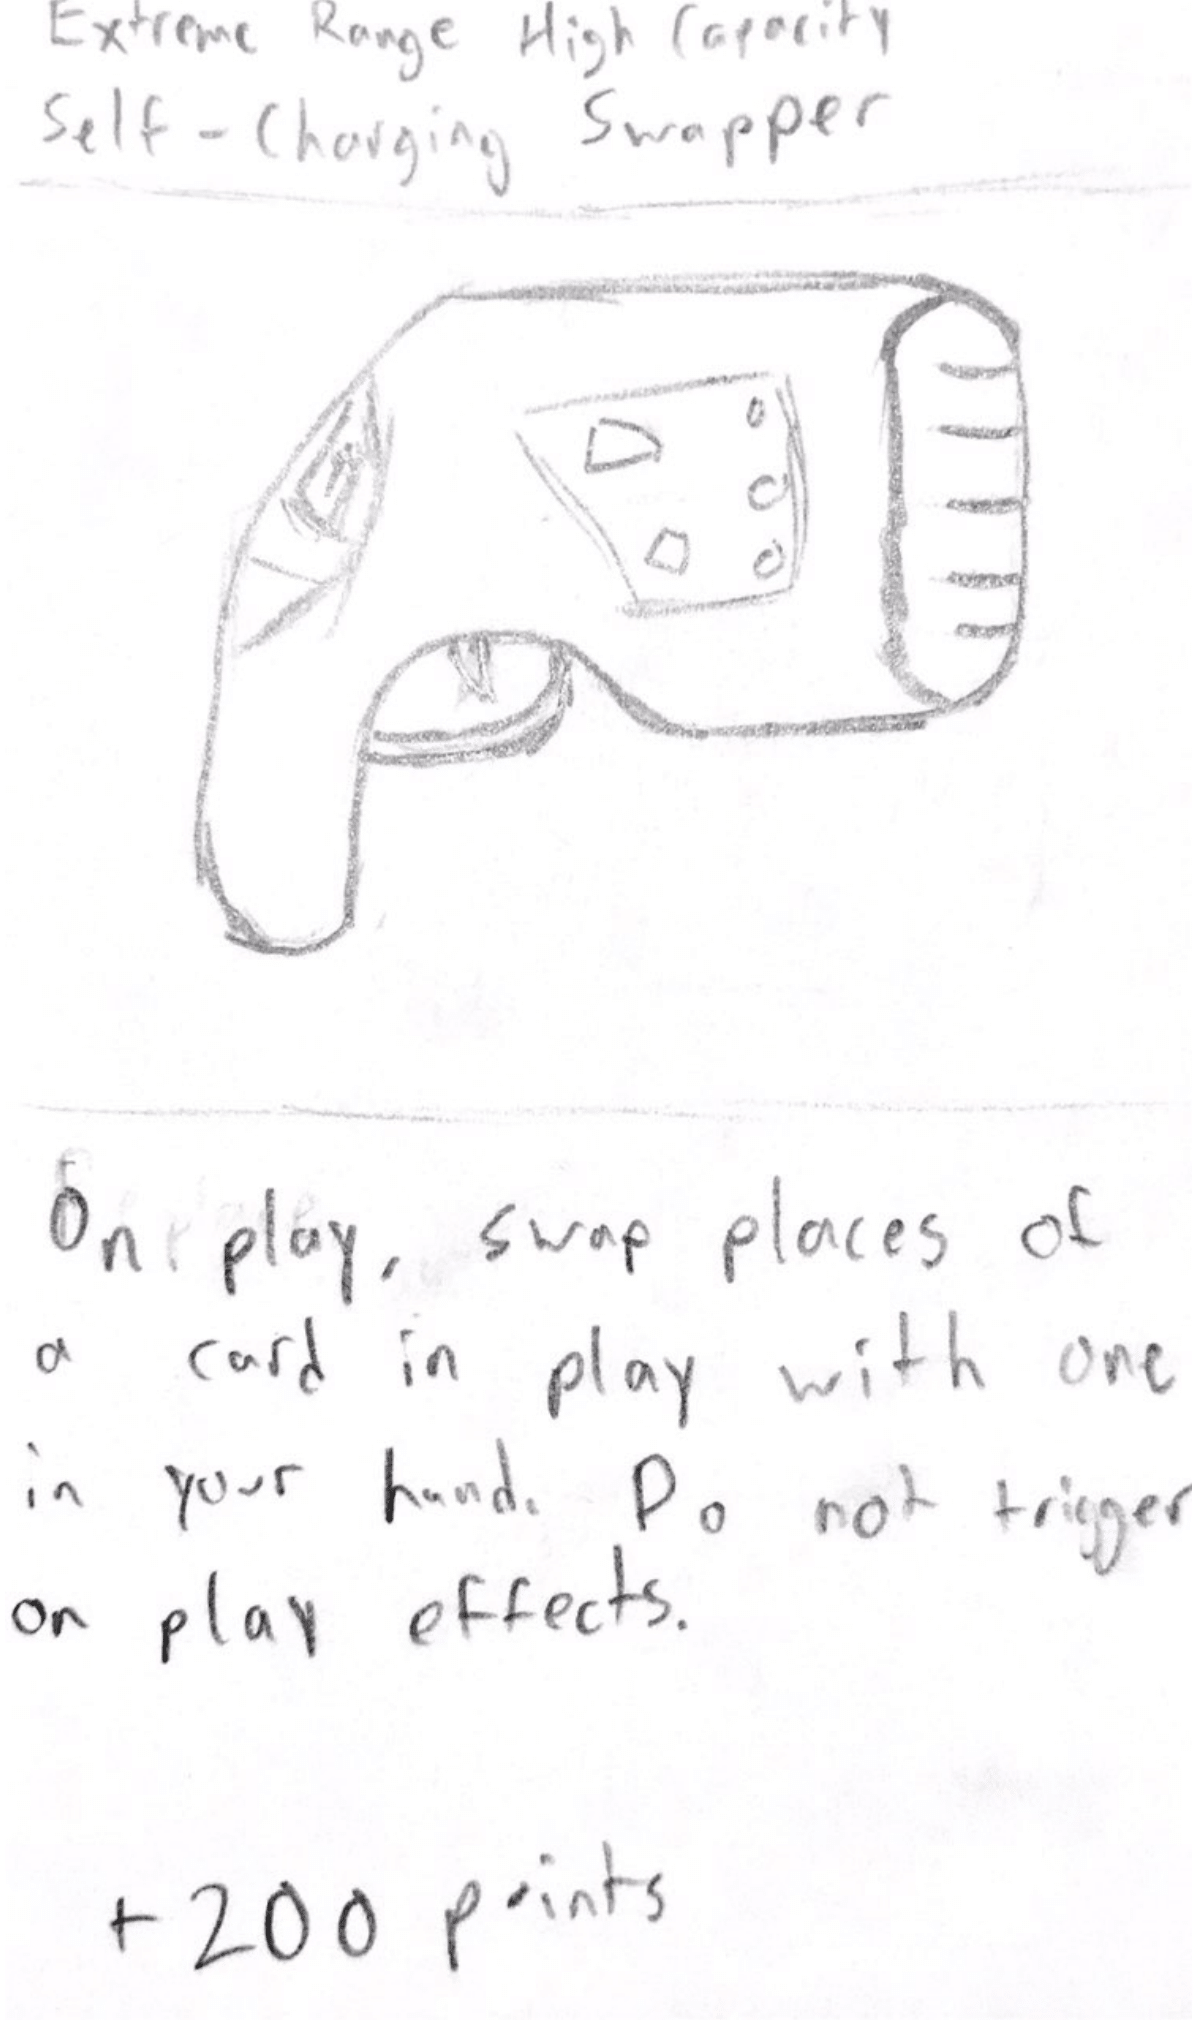 Extreme Range High Capacity
Self-Charging Swapper
On play, swap places of
a card in play with one
in your hand. Do not trigger
on play effects.
+200 points